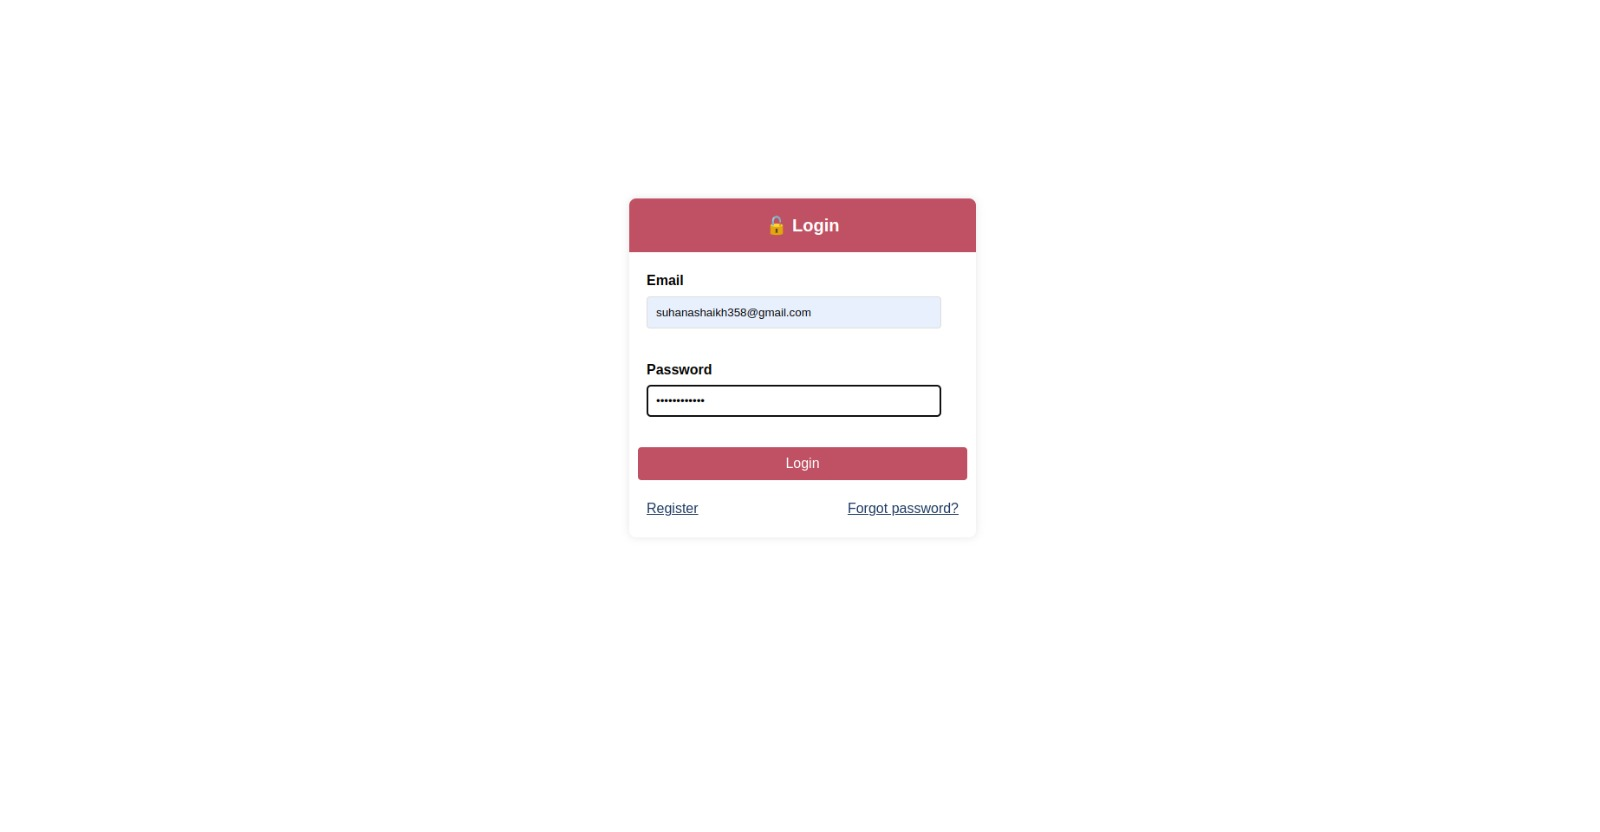 🔓 Login
Email
suhanashaikh358@gmail.com
Password
••••••••••••
Login
Register
Forgot password?